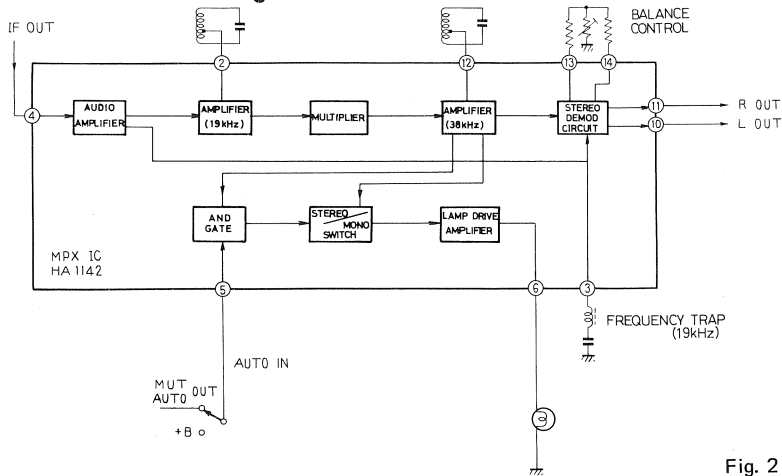 IF OUT
BALANCE
CONTROL
2
12
13
14
4
AUDIO
AMPLIFIER
AMPLIFIER
(19kHz)
MULTIPLIER
AMPLIFIER
(38kHz)
STEREO
DEMOD
CIRCUIT
11
R OUT
10
L OUT
AND
GATE
STEREO
MONO
SWITCH
LAMP DRIVE
AMPLIFIER
MPX IC
HA1142
5
6
3
FREQUENCY TRAP
(19kHz)
AUTO IN
MUT OUT
AUTO
+B
Fig. 2